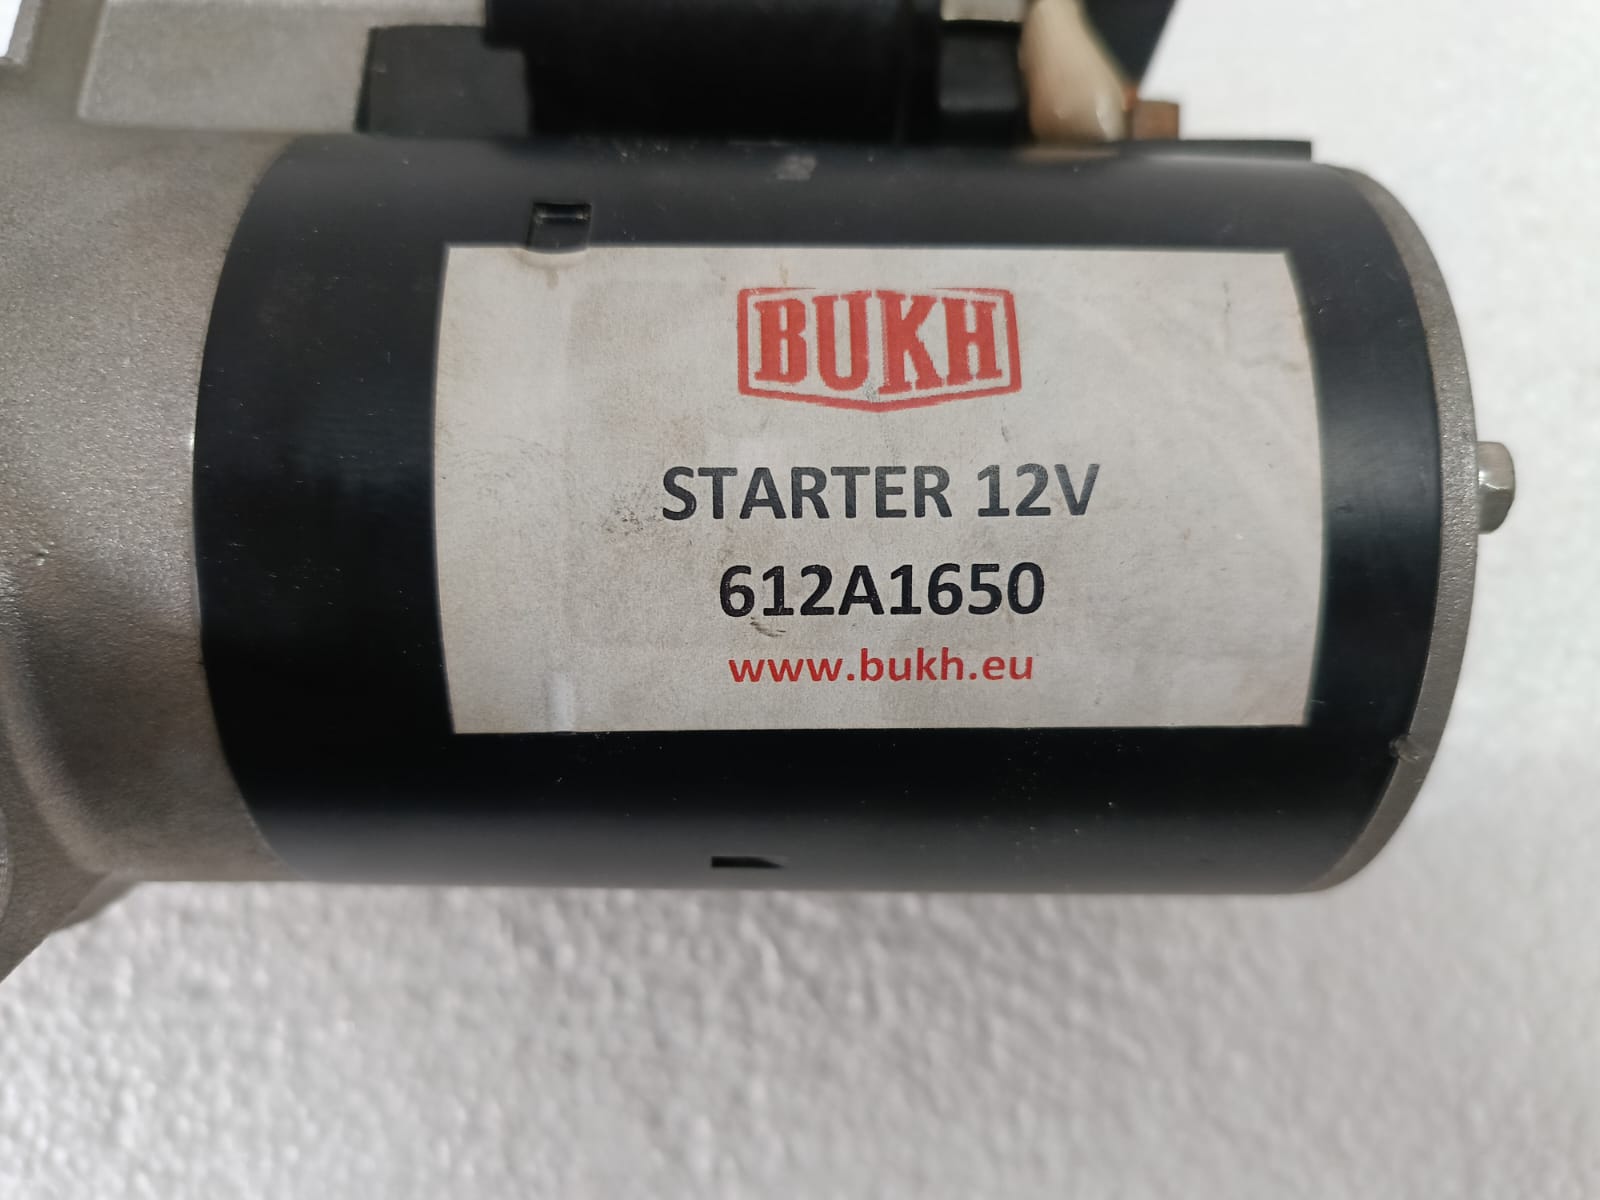 BUKH
STARTER 12V
612A1650
www.bukh.eu